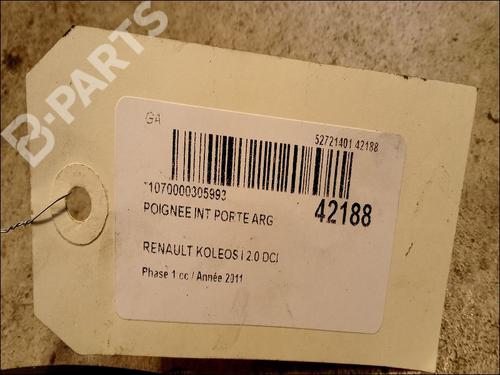 B-PARTS
GA
52721401 42188
*1070000305993
POIGNEE INT PORTE ARG
42188
RENAULT KOLEOS I 2.0 DCI
Phase 1 cc / Année 2011